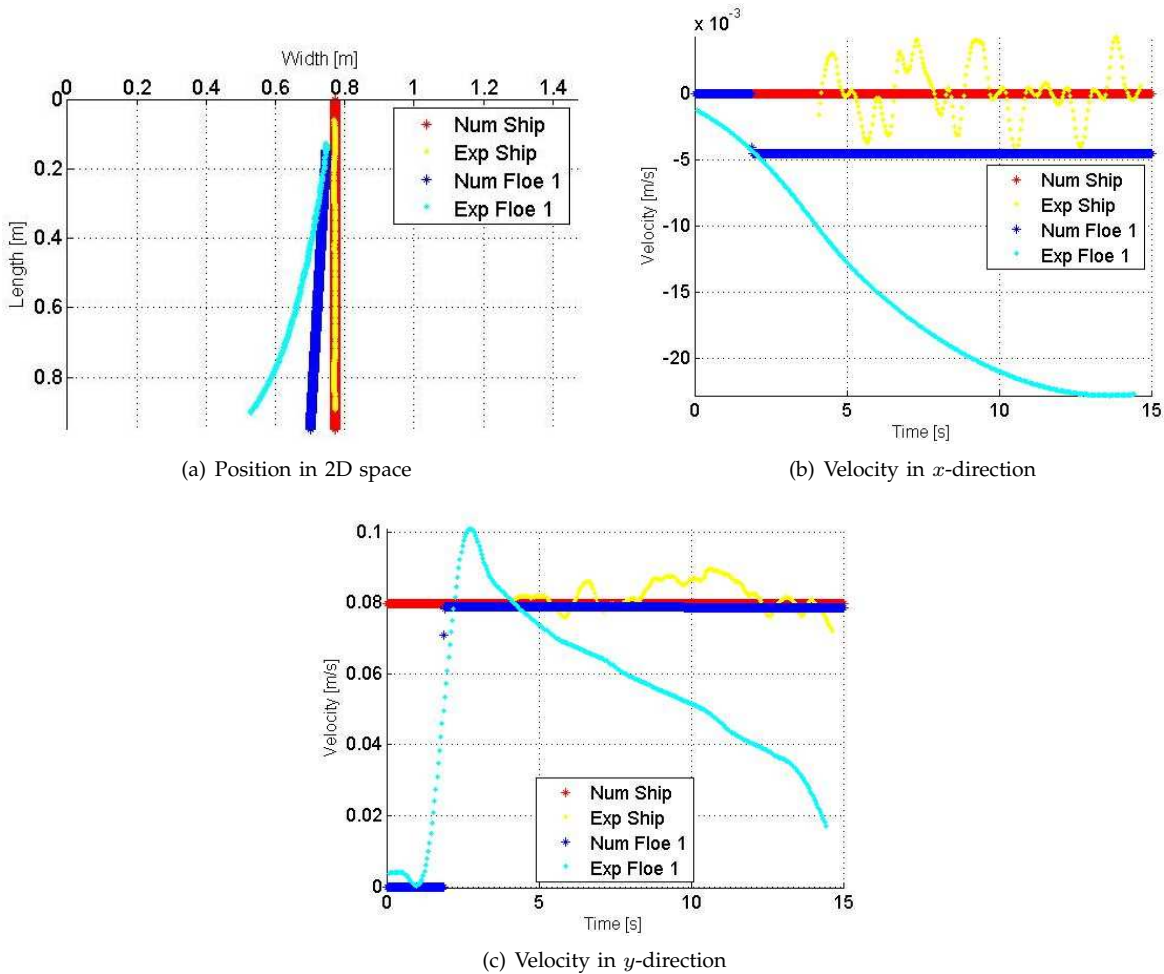 Width [m]
0 0.2 0.4 0.6 0.8 1 1.2 1.4
0
0.2
0.4
0.6
0.8
Length [m]
Num Ship
Exp Ship
Num Floe 1
Exp Floe 1
(a) Position in 2D space
x 10⁻³
0
-5
-10
-15
-20
Velocity [m/s]
Num Ship
Exp Ship
Num Floe 1
Exp Floe 1
0 5 10 15
Time [s]
(b) Velocity in x-direction
0.1
0.08
0.06
0.04
0.02
0
Velocity [m/s]
Num Ship
Exp Ship
Num Floe 1
Exp Floe 1
0 5 10 15
Time [s]
(c) Velocity in y-direction